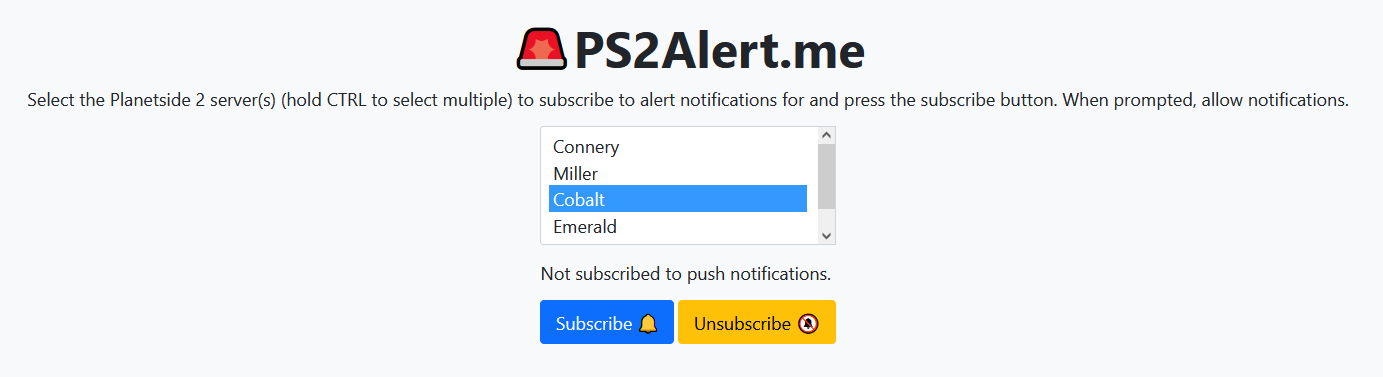 PS2Alert.me
Select the Planetside 2 server(s) (hold CTRL to select multiple) to subscribe to alert notifications for and press the subscribe button. When prompted, allow notifications.
Connery
Miller
Cobalt
Emerald
Not subscribed to push notifications.
Subscribe 🔔 Unsubscribe 🔕